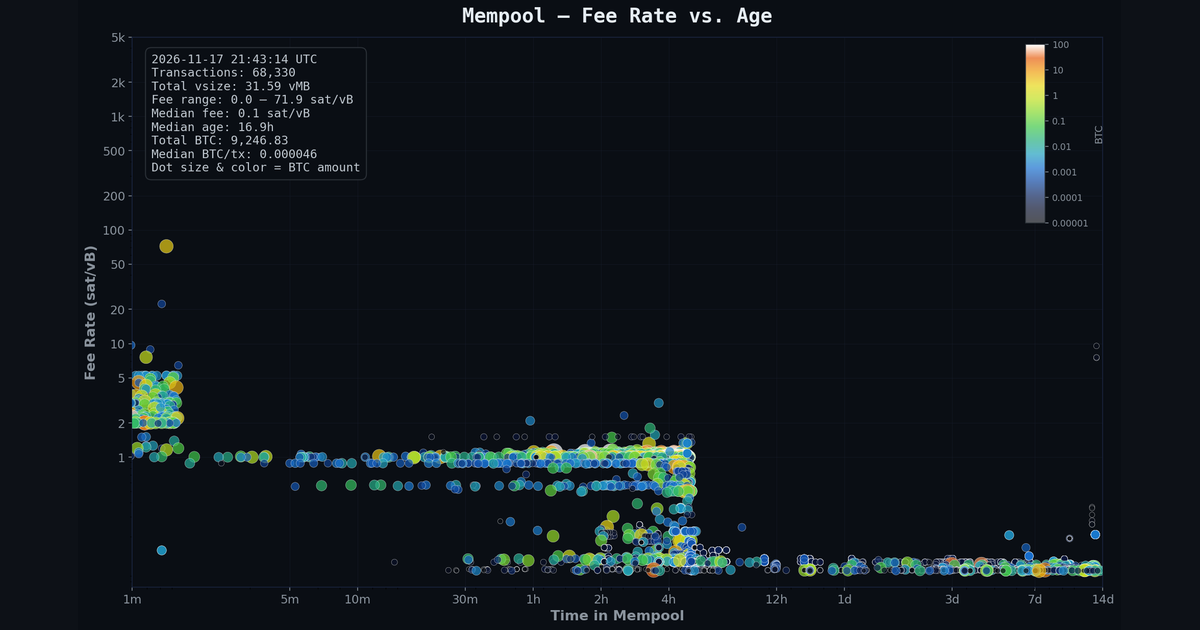 Mempool — Fee Rate vs. Age
2026-11-17 21:43:14 UTC
Transactions: 68,330
Total vsize: 31.59 vMB
Fee range: 0.0 — 71.9 sat/vB
Median fee: 0.1 sat/vB
Median age: 16.9h
Total BTC: 9,246.83
Median BTC/tx: 0.000046
Dot size & color = BTC amount
100
10
1
0.1
0.01
0.001
0.0001
0.00001
BTC
Fee Rate (sat/vB)
5k
2k
1k
500
200
100
50
20
10
5
2
1
1m
5m
10m
30m
1h
2h
4h
12h
1d
3d
7d
14d
Time in Mempool